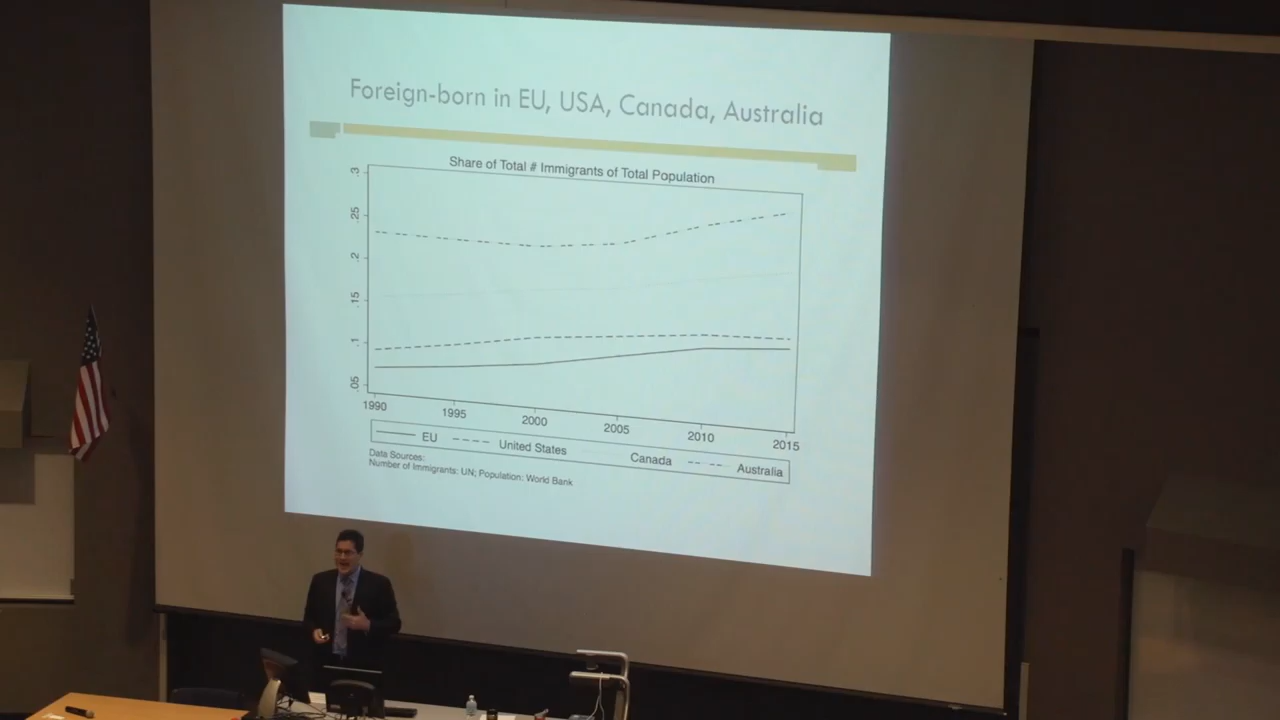 Foreign-born in EU, USA, Canada, Australia
Share of Total # Immigrants of Total Population
.3
.25
.2
.15
.1
.05
1990 1995 2000 2005 2010 2015
EU United States Canada Australia
Data Sources:
Number of Immigrants: UN; Population: World Bank